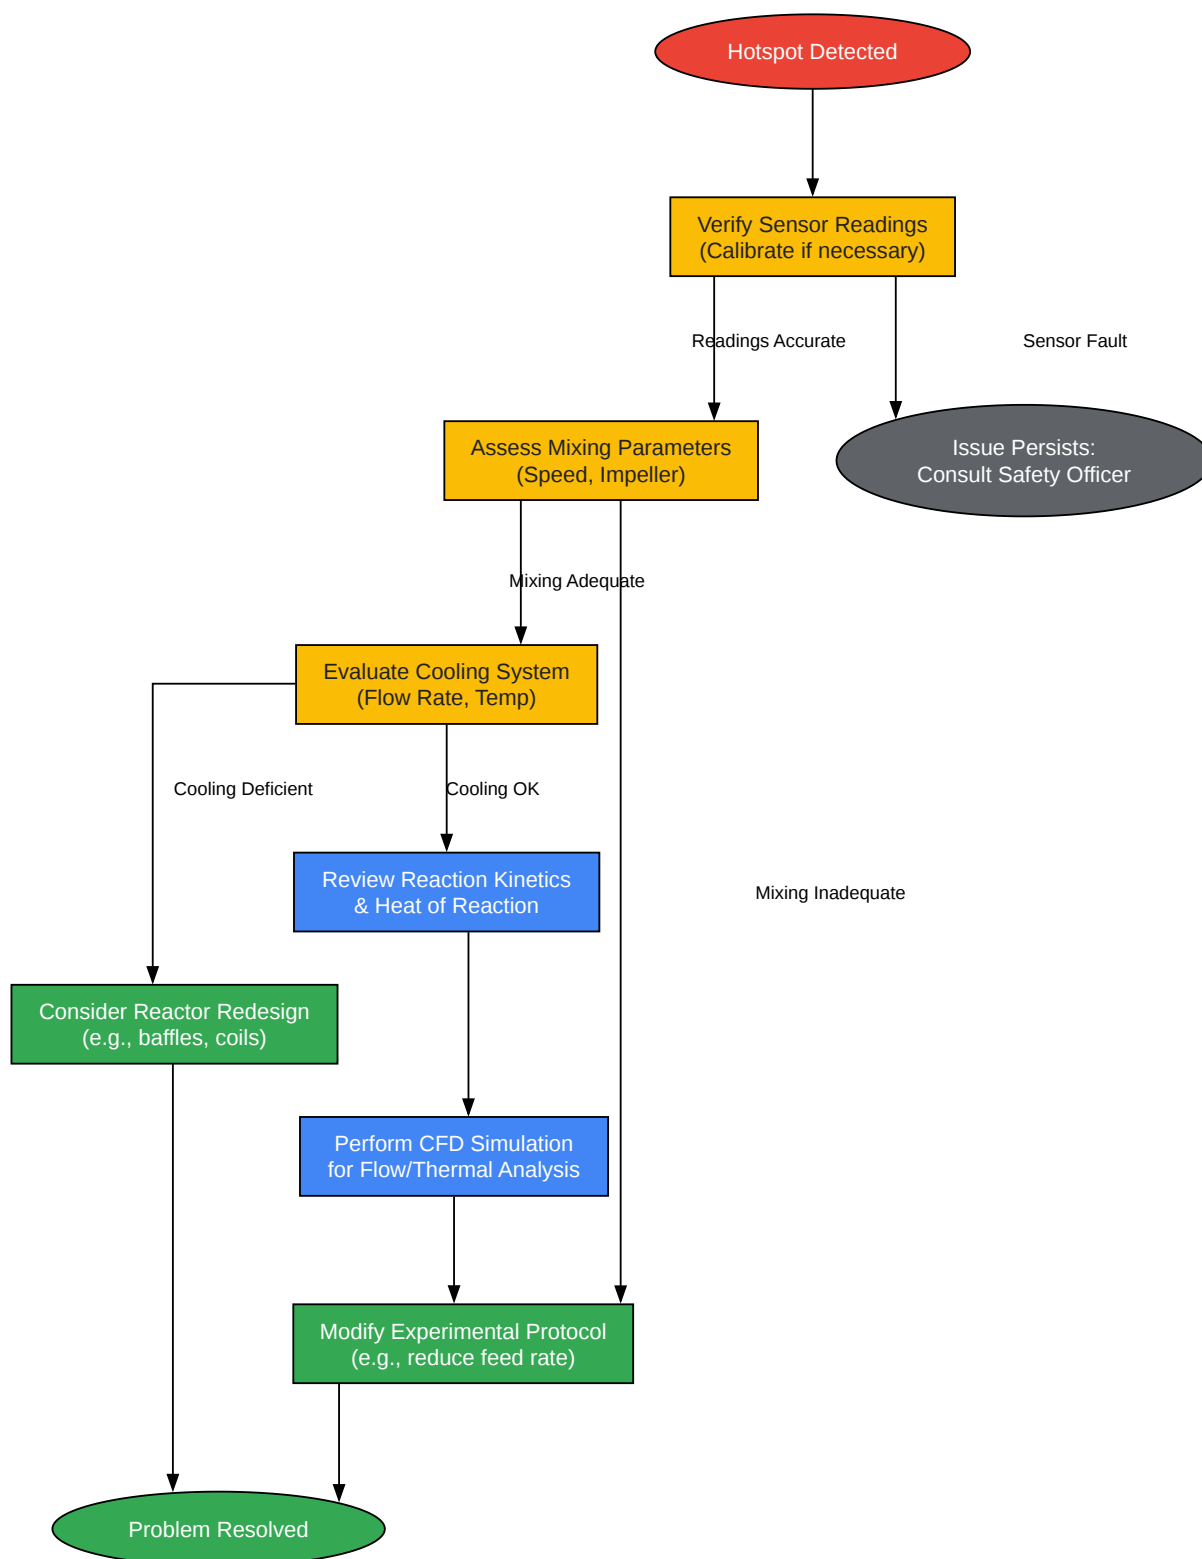 Hotspot Detected
Verify Sensor Readings
(Calibrate if necessary)
Readings Accurate
Sensor Fault
Assess Mixing Parameters
(Speed, Impeller)
Issue Persists:
Consult Safety Officer
Mixing Adequate
Evaluate Cooling System
(Flow Rate, Temp)
Cooling Deficient
Cooling OK
Review Reaction Kinetics
& Heat of Reaction
Mixing Inadequate
Consider Reactor Redesign
(e.g., baffles, coils)
Perform CFD Simulation
for Flow/Thermal Analysis
Modify Experimental Protocol
(e.g., reduce feed rate)
Problem Resolved